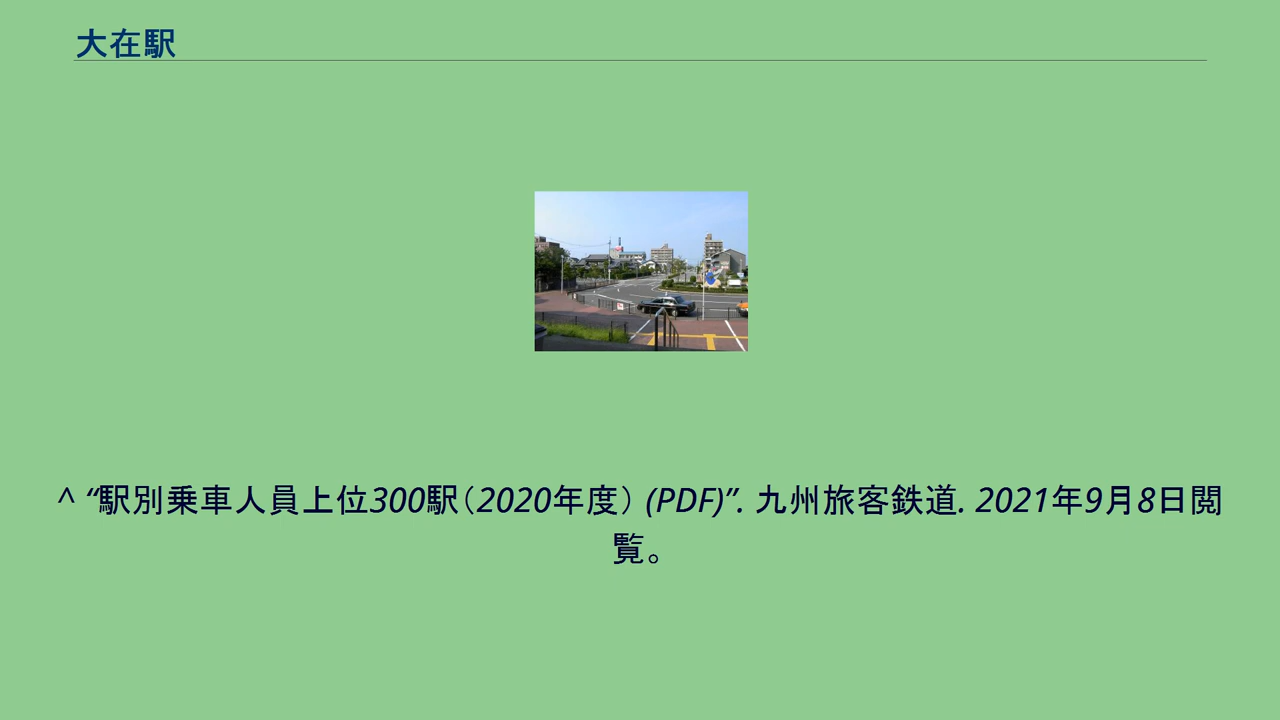 大在駅
^ “駅別乗車人員上位300駅（2020年度） (PDF)”. 九州旅客鉄道. 2021年9月8日閲
覧。